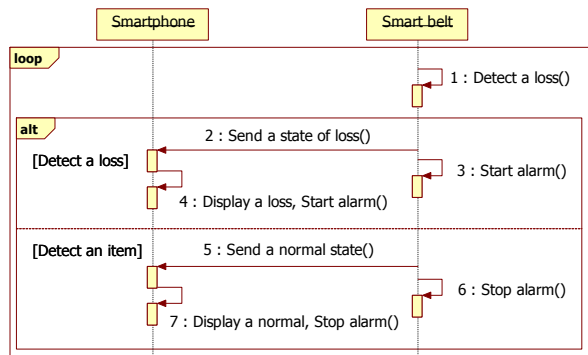 Smartphone
Smart belt
loop
1 : Detect a loss()
alt
2 : Send a state of loss()
[Detect a loss]
3 : Start alarm()
4 : Display a loss, Start alarm()
[Detect an item]
5 : Send a normal state()
6 : Stop alarm()
7 : Display a normal, Stop alarm()